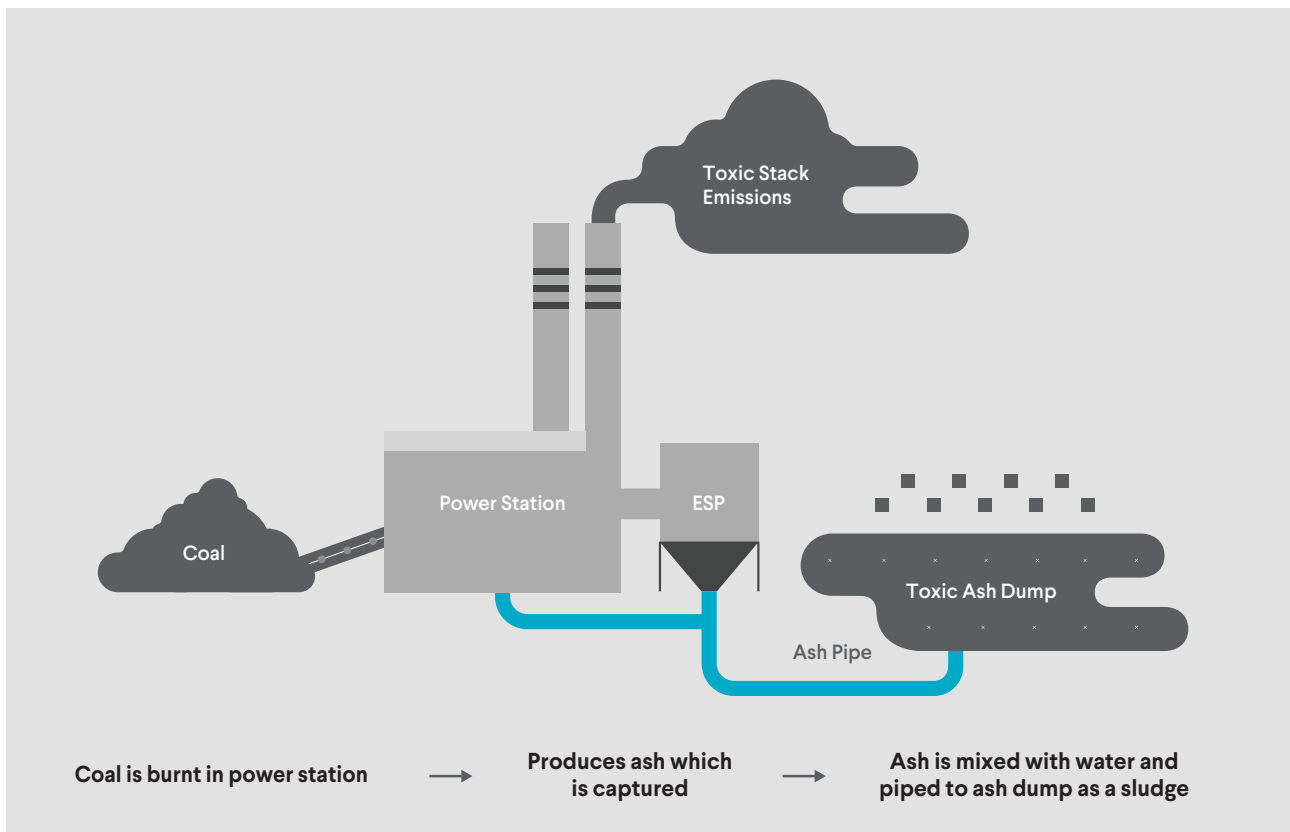 Toxic Stack
Emissions
Power Station
ESP
Coal
Toxic Ash Dump
Ash Pipe
Coal is burnt in power station
Produces ash which
is captured
Ash is mixed with water and
piped to ash dump as a sludge